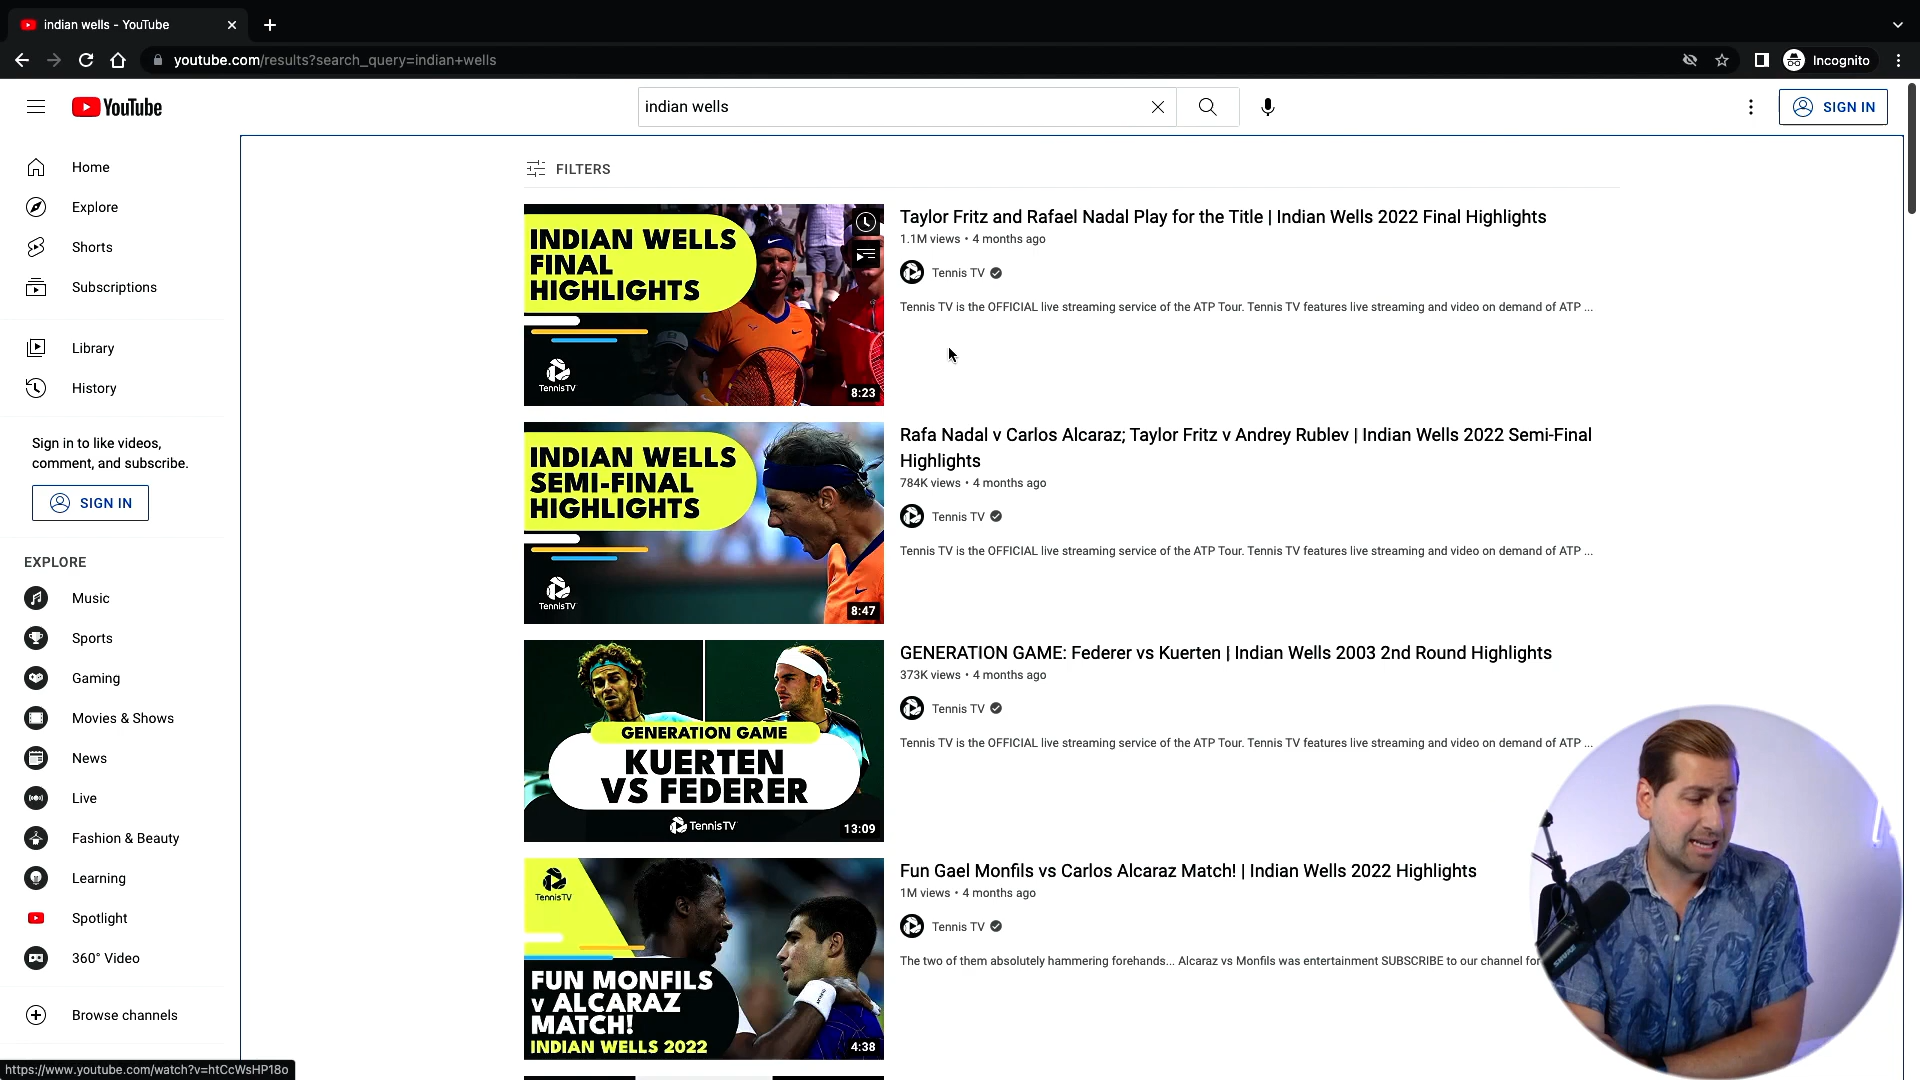 indian wells - YouTube
youtube.com/results?search_query=indian+wells
Incognito
YouTube
indian wells
SIGN IN
Home
Explore
Shorts
Subscriptions
Library
History
Sign in to like videos,
comment, and subscribe.
SIGN IN
EXPLORE
Music
Sports
Gaming
Movies & Shows
News
Live
Fashion & Beauty
Learning
Spotlight
360° Video
Browse channels
https://www.youtube.com/watch?v=htCcWsHP18o
FILTERS
INDIAN WELLS
FINAL
HIGHLIGHTS
TennisTV
8:23
Taylor Fritz and Rafael Nadal Play for the Title | Indian Wells 2022 Final Highlights
1.1M views • 4 months ago
Tennis TV
Tennis TV is the OFFICIAL live streaming service of the ATP Tour. Tennis TV features live streaming and video on demand of ATP ...
INDIAN WELLS
SEMI-FINAL
HIGHLIGHTS
TennisTV
8:47
Rafa Nadal v Carlos Alcaraz; Taylor Fritz v Andrey Rublev | Indian Wells 2022 Semi-Final
Highlights
784K views • 4 months ago
Tennis TV
Tennis TV is the OFFICIAL live streaming service of the ATP Tour. Tennis TV features live streaming and video on demand of ATP ...
GENERATION GAME
KUERTEN
VS FEDERER
TennisTV
13:09
GENERATION GAME: Federer vs Kuerten | Indian Wells 2003 2nd Round Highlights
373K views • 4 months ago
Tennis TV
Tennis TV is the OFFICIAL live streaming service of the ATP Tour. Tennis TV features live streaming and video on demand of ATP ...
TennisTV
FUN MONFILS
v ALCARAZ
MATCH!
INDIAN WELLS 2022
4:38
Fun Gael Monfils vs Carlos Alcaraz Match! | Indian Wells 2022 Highlights
1M views • 4 months ago
Tennis TV
The two of them absolutely hammering forehands... Alcaraz vs Monfils was entertainment SUBSCRIBE to our channel for
SHURE